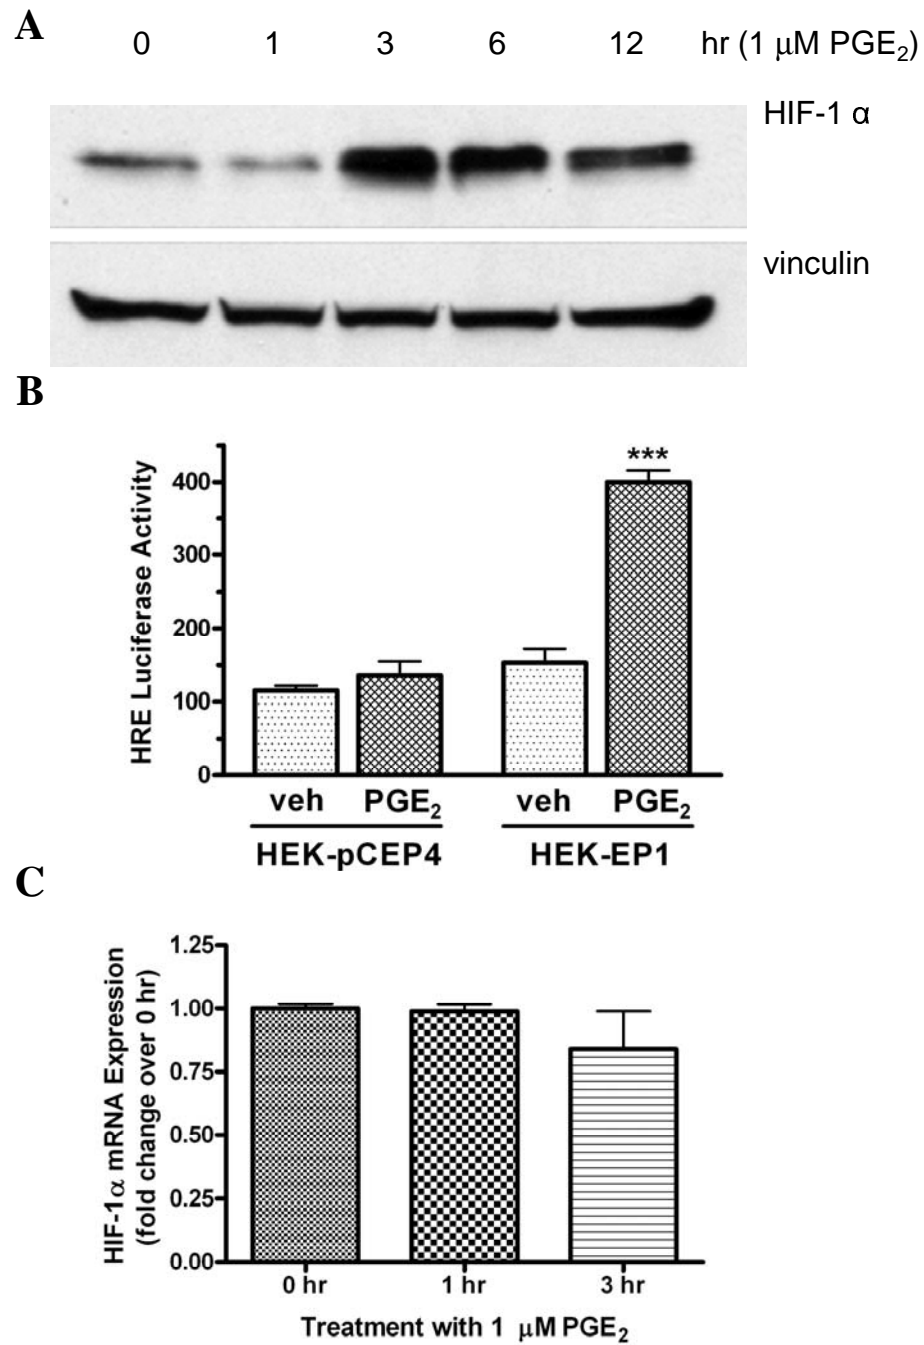 A
0 1 3 6 12 hr (1 μM PGE₂)
HIF-1 α
vinculin
B
HRE Luciferase Activity
400
300
200
100
0
***
veh PGE₂ veh PGE₂
HEK-pCEP4 HEK-EP1
C
HIF-1α mRNA Expression
(fold change over 0 hr)
1.25
1.00
0.75
0.50
0.25
0.00
0 hr 1 hr 3 hr
Treatment with 1 μM PGE₂